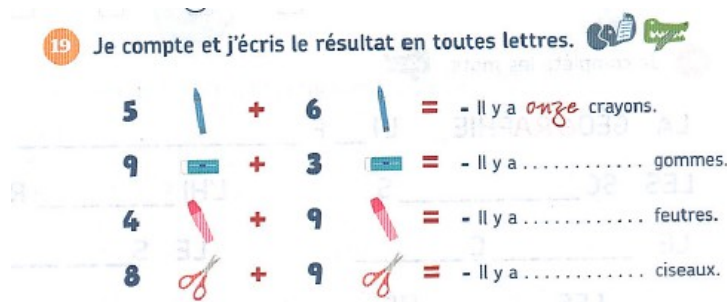 19 Je compte et j'écris le résultat en toutes lettres.
5 + 6 = - Il y a onze crayons.
9 + 3 = - Il y a ............. gommes.
4 + 9 = - Il y a ............. feutres.
8 + 9 = - Il y a ............. ciseaux.